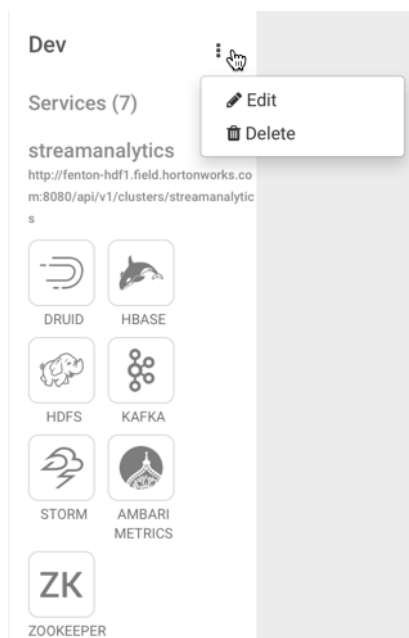 Dev
Edit
Services (7)
Delete
streamanalytics
http://fenton-hdf1.field.hortonworks.co
m:8080/api/v1/clusters/streamanalytic
s
DRUID
HBASE
HDFS
KAFKA
STORM
AMBARI
METRICS
ZK
ZOOKEEPER